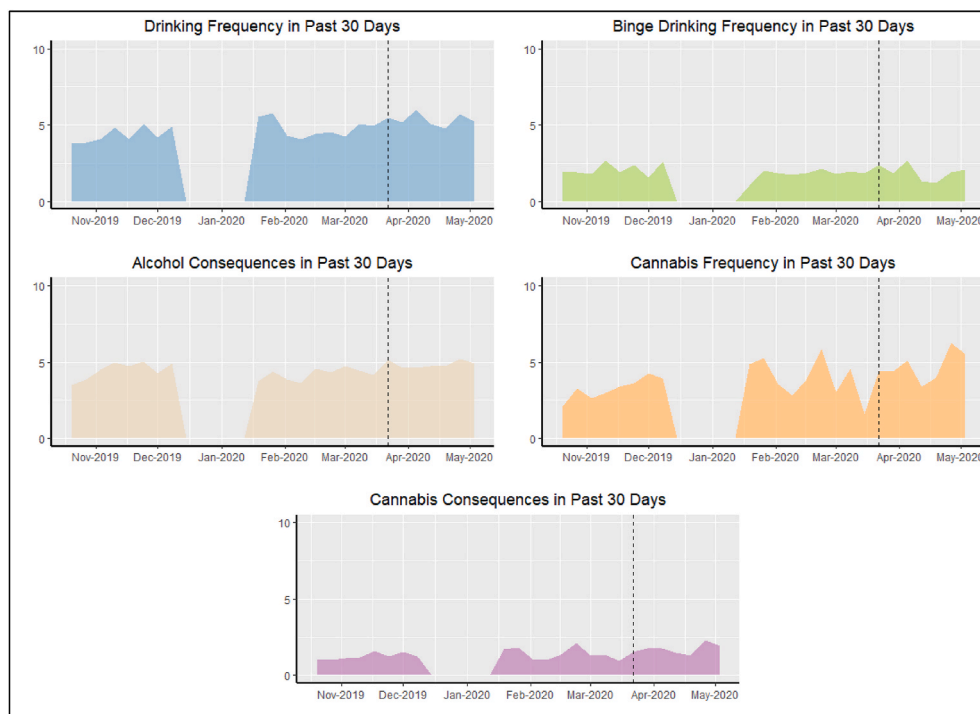 Drinking Frequency in Past 30 Days
10
5
0
Nov-2019 Dec-2019 Jan-2020 Feb-2020 Mar-2020 Apr-2020 May-2020
Binge Drinking Frequency in Past 30 Days
10
5
0
Nov-2019 Dec-2019 Jan-2020 Feb-2020 Mar-2020 Apr-2020 May-2020
Alcohol Consequences in Past 30 Days
10
5
0
Nov-2019 Dec-2019 Jan-2020 Feb-2020 Mar-2020 Apr-2020 May-2020
Cannabis Frequency in Past 30 Days
10
5
0
Nov-2019 Dec-2019 Jan-2020 Feb-2020 Mar-2020 Apr-2020 May-2020
Cannabis Consequences in Past 30 Days
10
5
0
Nov-2019 Dec-2019 Jan-2020 Feb-2020 Mar-2020 Apr-2020 May-2020